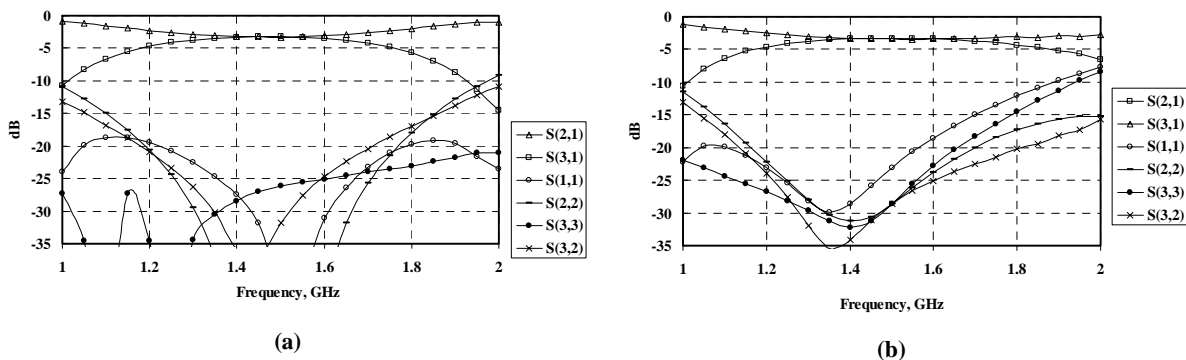 0
-5
-10
-15
-20
-25
-30
-35
dB
1 1.2 1.4 1.6 1.8 2
Frequency, GHz
S(2,1)
S(3,1)
S(1,1)
S(2,2)
S(3,3)
S(3,2)
(a)
0
-5
-10
-15
-20
-25
-30
-35
dB
1 1.2 1.4 1.6 1.8 2
Frequency, GHz
S(2,1)
S(3,1)
S(1,1)
S(2,2)
S(3,3)
S(3,2)
(b)